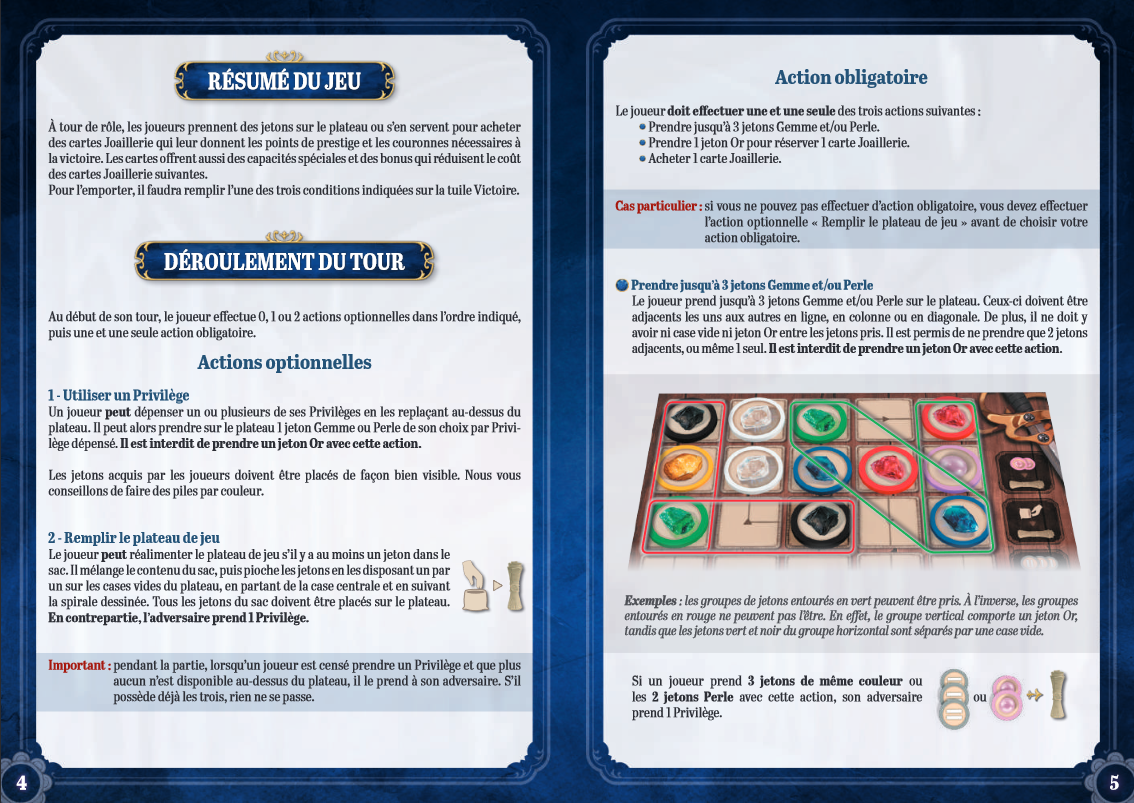 RÉSUMÉ DU JEU
À tour de rôle, les joueurs prennent des jetons sur le plateau ou s'en servent pour acheter
des cartes Joaillerie qui leur donnent les points de prestige et les couronnes nécessaires à
la victoire. Les cartes offrent aussi des capacités spéciales et des bonus qui réduisent le coût
des cartes Joaillerie suivantes.
Pour l'emporter, il faudra remplir l'une des trois conditions indiquées sur la tuile Victoire.
DÉROULEMENT DU TOUR
Au début de son tour, le joueur effectue 0, 1 ou 2 actions optionnelles dans l'ordre indiqué,
puis une et une seule action obligatoire.
Actions optionnelles
1 - Utiliser un Privilège
Un joueur peut dépenser un ou plusieurs de ses Privilèges en les replaçant au-dessus du
plateau. Il peut alors prendre sur le plateau 1 jeton Gemme ou Perle de son choix par Privi-
lège dépensé. Il est interdit de prendre un jeton Or avec cette action.
Les jetons acquis par les joueurs doivent être placés de façon bien visible. Nous vous
conseillons de faire des piles par couleur.
2 - Remplir le plateau de jeu
Le joueur peut réalimenter le plateau de jeu s'il y a au moins un jeton dans le
sac. Il mélange le contenu du sac, puis pioche les jetons en les disposant un par
un sur les cases vides du plateau, en partant de la case centrale et en suivant
la spirale dessinée. Tous les jetons du sac doivent être placés sur le plateau.
En contrepartie, l'adversaire prend 1 Privilège.
Important : pendant la partie, lorsqu'un joueur est censé prendre un Privilège et que plus
aucun n'est disponible au-dessus du plateau, il le prend à son adversaire. S'il
possède déjà les trois, rien ne se passe.
4
Action obligatoire
Le joueur doit effectuer une et une seule des trois actions suivantes :
• Prendre jusqu'à 3 jetons Gemme et/ou Perle.
• Prendre 1 jeton Or pour réserver 1 carte Joaillerie.
• Acheter 1 carte Joaillerie.
Cas particulier : si vous ne pouvez pas effectuer d'action obligatoire, vous devez effectuer
l'action optionnelle « Remplir le plateau de jeu » avant de choisir votre
action obligatoire.
Prendre jusqu'à 3 jetons Gemme et/ou Perle
Le joueur prend jusqu'à 3 jetons Gemme et/ou Perle sur le plateau. Ceux-ci doivent être
adjacents les uns aux autres en ligne, en colonne ou en diagonale. De plus, il ne doit y
avoir ni case vide ni jeton Or entre les jetons pris. Il est permis de ne prendre que 2 jetons
adjacents, ou même 1 seul. Il est interdit de prendre un jeton Or avec cette action.
Exemples : les groupes de jetons entourés en vert peuvent être pris. À l'inverse, les groupes
entourés en rouge ne peuvent pas l'être. En effet, le groupe vertical comporte un jeton Or,
tandis que les jetons vert et noir du groupe horizontal sont séparés par une case vide.
Si un joueur prend 3 jetons de même couleur ou
les 2 jetons Perle avec cette action, son adversaire
prend 1 Privilège.
ou
5